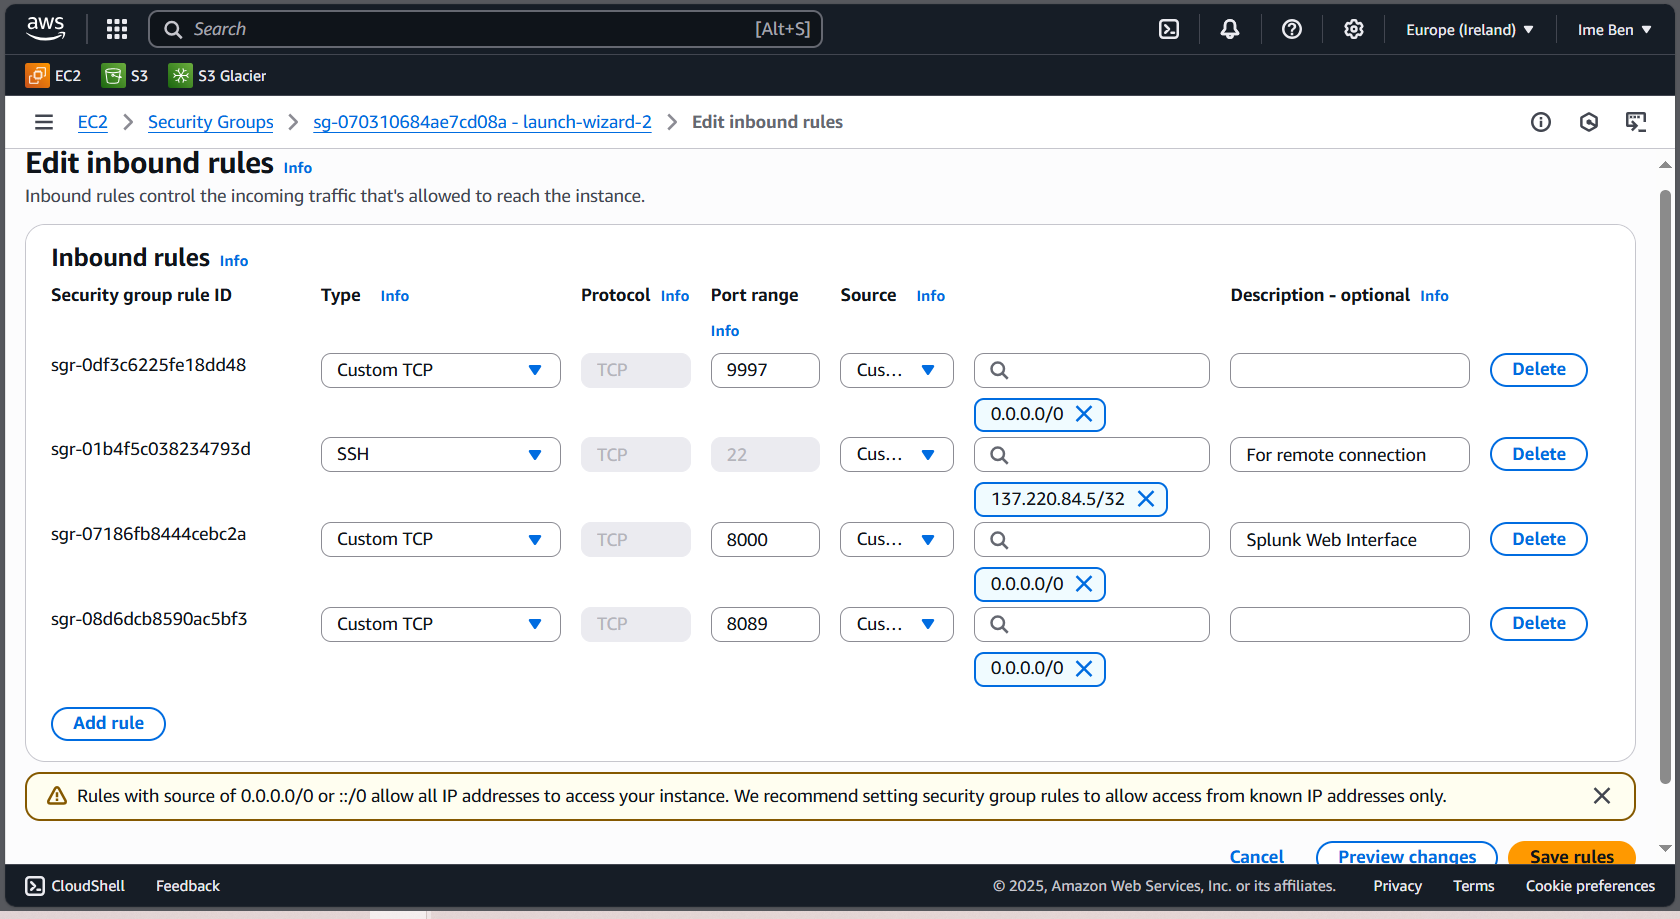 aws
Search [Alt+S] Europe (Ireland) Ime Ben
EC2 S3 S3 Glacier
EC2 Security Groups sg-070310684ae7cd08a - launch-wizard-2 Edit inbound rules
Edit inbound rules Info
Inbound rules control the incoming traffic that's allowed to reach the instance.
Inbound rules Info
Security group rule ID Type Info Protocol Info Port range Source Info Description - optional Info
Info
sgr-0df3c6225fe18dd48 Custom TCP TCP 9997 Cus... Delete
0.0.0.0/0
sgr-01b4f5c038234793d SSH TCP 22 Cus... For remote connection Delete
137.220.84.5/32
sgr-07186fb8444cebc2a Custom TCP TCP 8000 Cus... Splunk Web Interface Delete
0.0.0.0/0
sgr-08d6dcb8590ac5bf3 Custom TCP TCP 8089 Cus... Delete
0.0.0.0/0
Add rule
Rules with source of 0.0.0.0/0 or ::/0 allow all IP addresses to access your instance. We recommend setting security group rules to allow access from known IP addresses only.
Cancel Preview changes Save rules
CloudShell Feedback © 2025, Amazon Web Services, Inc. or its affiliates. Privacy Terms Cookie preferences